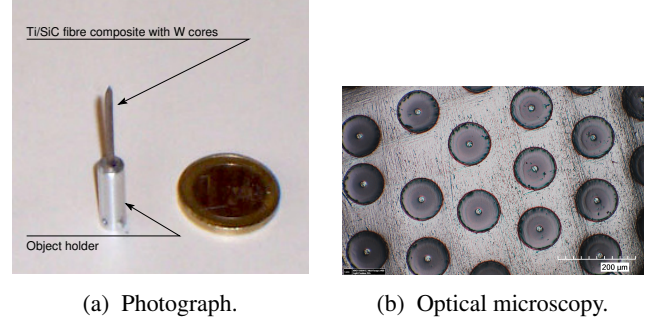 Ti/SiC fibre composite with W cores
Object holder
200 µm
(a) Photograph.
(b) Optical microscopy.